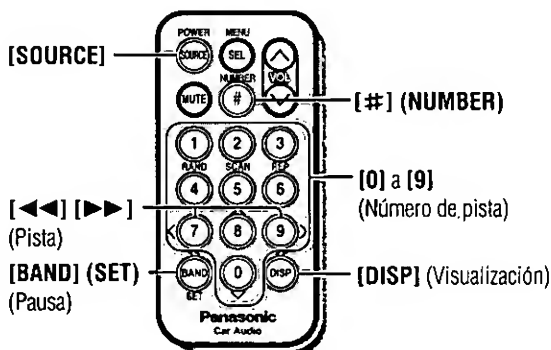 POWER MENU
[SOURCE] SOURCE SEL VOL
NUMBER
MUTE # [#] (NUMBER)
1 2 3
RAND SCAN REP
4 5 6
[0] a [9]
(Número de pista)
[◀◀] [▶▶]
(Pista)
7 8 9
[BAND] (SET)
(Pausa)
BAND 0 DISP
SET
[DISP] (Visualización)
Panasonic
Car Audio